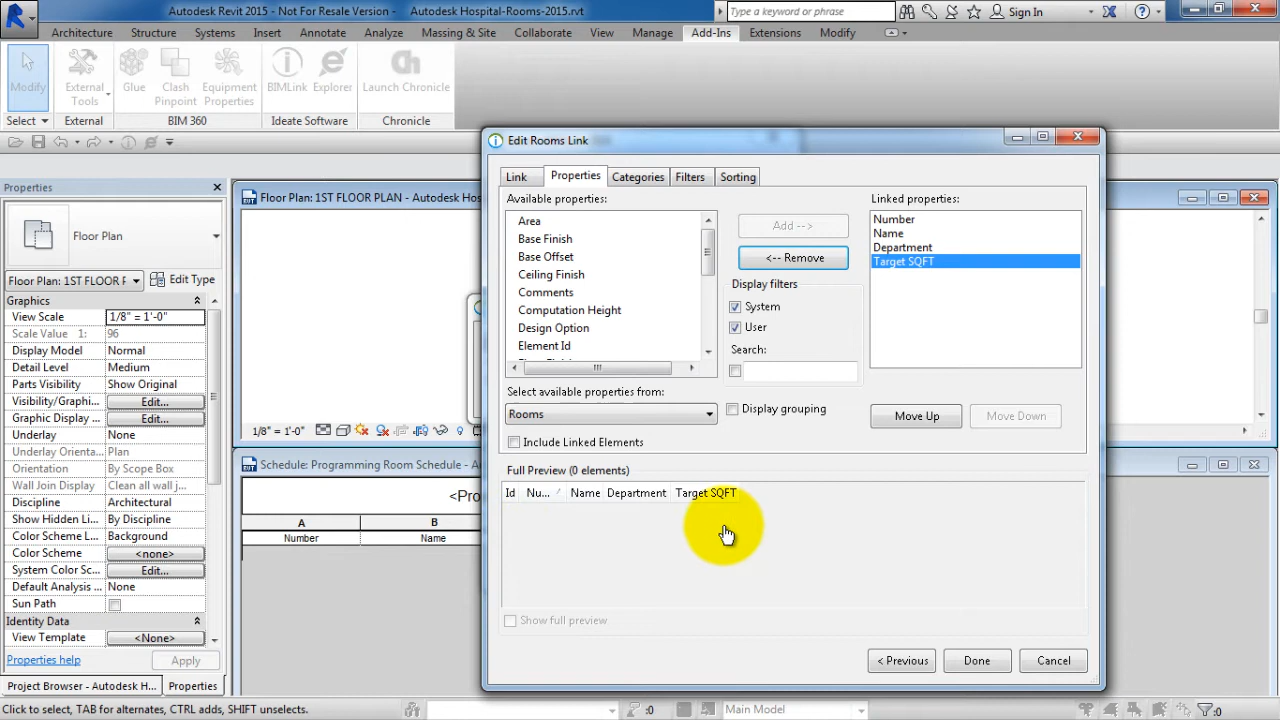 Autodesk Revit 2015 - Not For Resale Version - Autodesk Hospital-Rooms-2015.rvt
Type a keyword or phrase
Sign In
Architecture Structure Systems Insert Annotate Analyze Massing & Site Collaborate View Manage Add-Ins Extensions Modify
Modify
External Tools
Glue
Clash Pinpoint
Equipment Properties
BIMLink
Explorer
Launch Chronicle
Select External BIM 360 Ideate Software Chronicle
Properties
Floor Plan
Floor Plan: 1ST FLOOR P
Edit Type
Graphics
View Scale 1/8" = 1'-0"
Scale Value 1: 96
Display Model Normal
Detail Level Medium
Parts Visibility Show Original
Visibility/Graphi... Edit...
Graphic Display ... Edit...
Underlay None
Underlay Orienta... Plan
Orientation By Scope Box
Wall Join Display Clean all wall j...
Discipline Architectural
Show Hidden Li... By Discipline
Color Scheme L... Background
Color Scheme <none>
System Color Sc... Edit...
Default Analysis ... None
Sun Path
Identity Data
View Template <None>
Properties help
Apply
Project Browser - Autodesk H...
Properties
Floor Plan: 1ST FLOOR PLAN - Autodesk Hos
1/8" = 1'-0"
Schedule: Programming Room Schedule - A
<Pro
A B
Number Name
Edit Rooms Link
Link Properties Categories Filters Sorting
Available properties:
Area
Base Finish
Base Offset
Ceiling Finish
Comments
Computation Height
Design Option
Element Id
Add -->
<-- Remove
Display filters
System
User
Search:
Linked properties:
Number
Name
Department
Target SQFT
Select available properties from:
Rooms
Display grouping
Move Up
Move Down
Include Linked Elements
Full Preview (0 elements)
Id Nu... Name Department Target SQFT
Show full preview
< Previous
Done
Cancel
Click to select, TAB for alternates, CTRL adds, SHIFT unselects.
:0
Main Model
:0